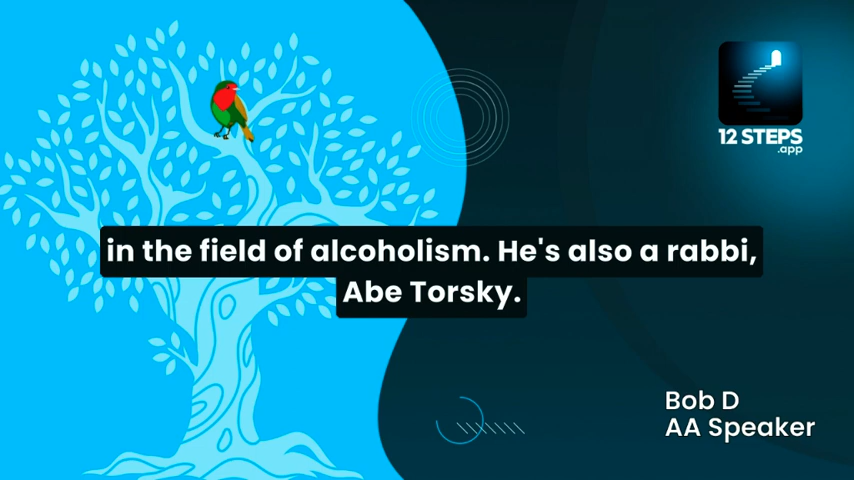 12 STEPS
.app
in the field of alcoholism. He's also a rabbi,
Abe Torsky.
Bob D
AA Speaker